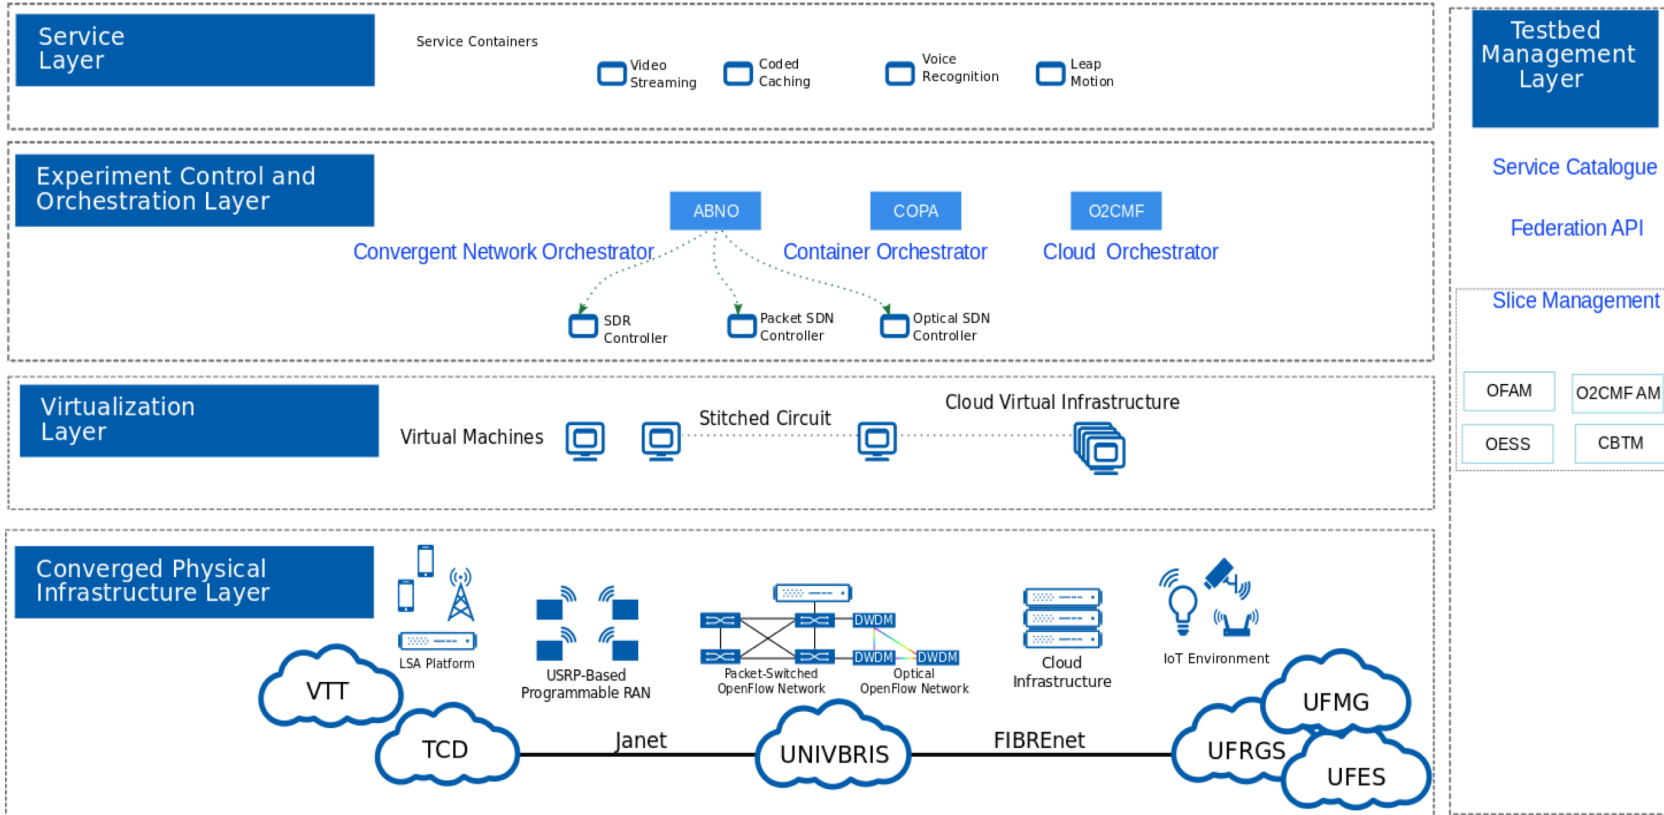 Service
Layer
Service Containers
Video
Streaming
Coded
Caching
Voice
Recognition
Leap
Motion
Experiment Control and
Orchestration Layer
ABNO
COPA
O2CMF
Convergent Network Orchestrator
Container Orchestrator
Cloud Orchestrator
SDR
Controller
Packet SDN
Controller
Optical SDN
Controller
Virtualization
Layer
Virtual Machines
Stitched Circuit
Cloud Virtual Infrastructure
Converged Physical
Infrastructure Layer
LSA Platform
USRP-Based
Programmable RAN
DWDM
DWDM
DWDM
Packet-Switched
OpenFlow Network
Optical
OpenFlow Network
Cloud
Infrastructure
IoT Environment
VTT
TCD
Janet
UNIVBRIS
FIBREnet
UFRGS
UFMG
UFES
Testbed
Management
Layer
Service Catalogue
Federation API
Slice Management
OFAM
O2CMF AM
OESS
CBTM